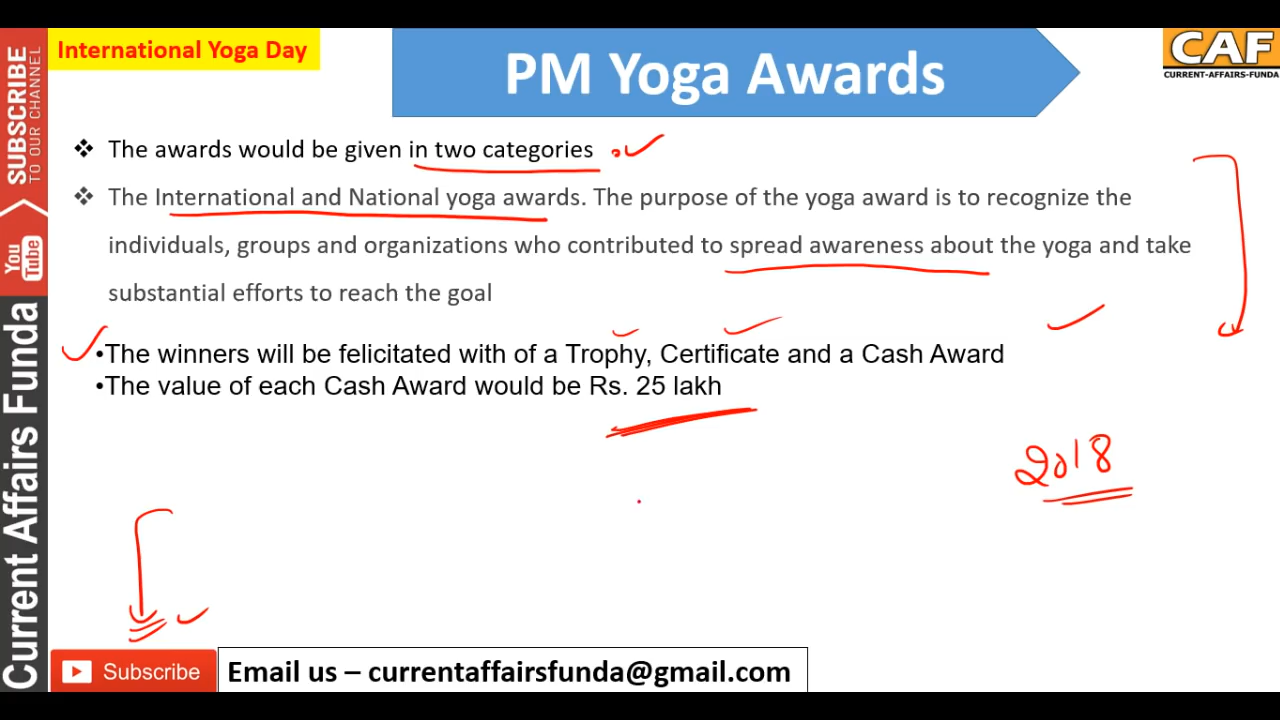 International Yoga Day
PM Yoga Awards
CAF
CURRENT-AFFAIRS-FUNDA
SUBSCRIBE
TO OUR CHANNEL
You
Tube
Current Affairs Funda
❖ The awards would be given in two categories
❖ The International and National yoga awards. The purpose of the yoga award is to recognize the
individuals, groups and organizations who contributed to spread awareness about the yoga and take
substantial efforts to reach the goal
•The winners will be felicitated with of a Trophy, Certificate and a Cash Award
•The value of each Cash Award would be Rs. 25 lakh
2018
Subscribe
Email us – currentaffairsfunda@gmail.com